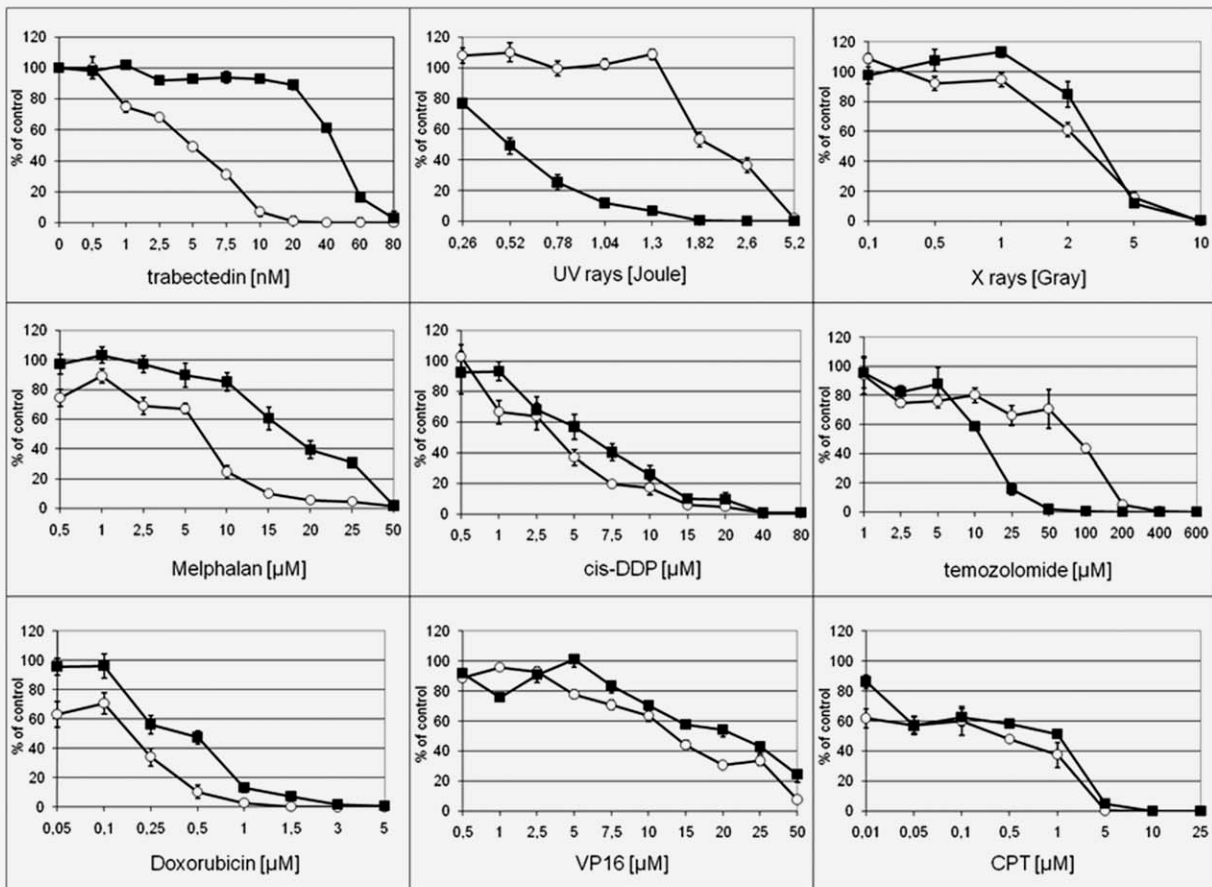 120
100
80
60
40
20
0
% of control
0 0,5 1 2,5 5 7,5 10 20 40 60 80
trabectedin [nM]
120
100
80
60
40
20
0
% of control
0,26 0,52 0,78 1,04 1,3 1,82 2,6 5,2
UV rays [Joule]
120
100
80
60
40
20
0
% of control
0,1 0,5 1 2 5 10
X rays [Gray]
120
100
80
60
40
20
0
% of control
0,5 1 2,5 5 10 15 20 25 50
Melphalan [µM]
120
100
80
60
40
20
0
% of control
0,5 1 2,5 5 7,5 10 15 20 40 80
cis-DDP [µM]
120
100
80
60
40
20
0
% of control
1 2,5 5 10 25 50 100 200 400 600
temozolomide [µM]
120
100
80
60
40
20
0
% of control
0,05 0,1 0,25 0,5 1 1,5 3 5
Doxorubicin [µM]
120
100
80
60
40
20
0
% of control
0,5 1 2,5 5 7,5 10 15 20 25 50
VP16 [µM]
120
100
80
60
40
20
0
% of control
0,01 0,05 0,1 0,5 1 5 10 25
CPT [µM]